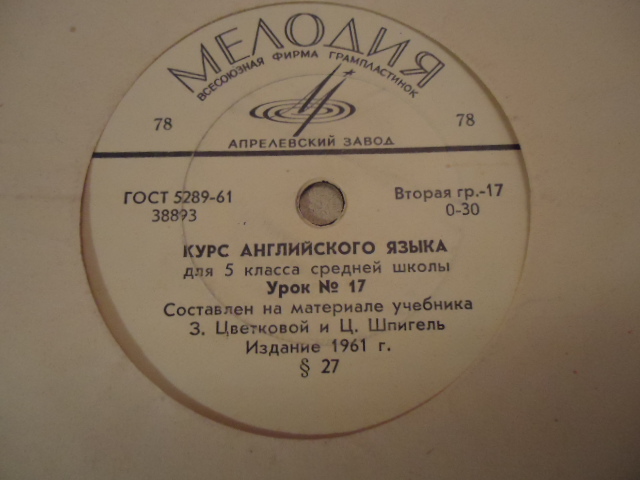 МЕЛОДИЯ
ВСЕСОЮЗНАЯ ФИРМА ГРАМПЛАСТИНОК
78 78
АПРЕЛЕВСКИЙ ЗАВОД
ГОСТ 5289-61 Вторая гр.-17
38893 0-30
КУРС АНГЛИЙСКОГО ЯЗЫКА
для 5 класса средней школы
Урок № 17
Составлен на материале учебника
З. Цветковой и Ц. Шпигель
Издание 1961 г.
§ 27